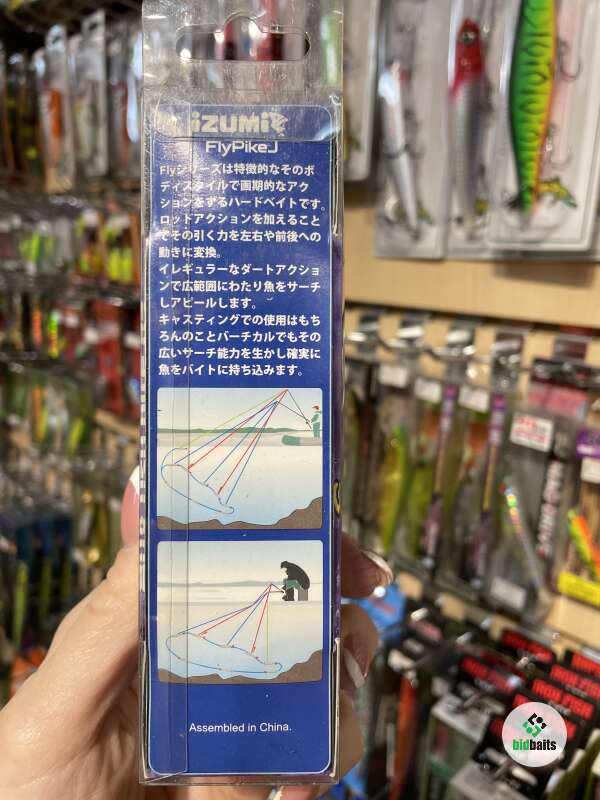 izumi
FlyPikeJ
Flyシリーズは特徴的なそのボ
ディスタイルで画期的なアク
ションをするハードベイトです。
ロットアクションを加えること
でその引く力を左右や前後への
動きに変換。
イレギュラーなダートアクショ
ンで広範囲にわたり魚をサーチ
しアピールします。
キャスティングでの使用はもち
ろんのことバーチカルでもその
広いサーチ能力を生かし確実に
魚をバイトに持ち込みます。
Assembled in China.
bidbaits